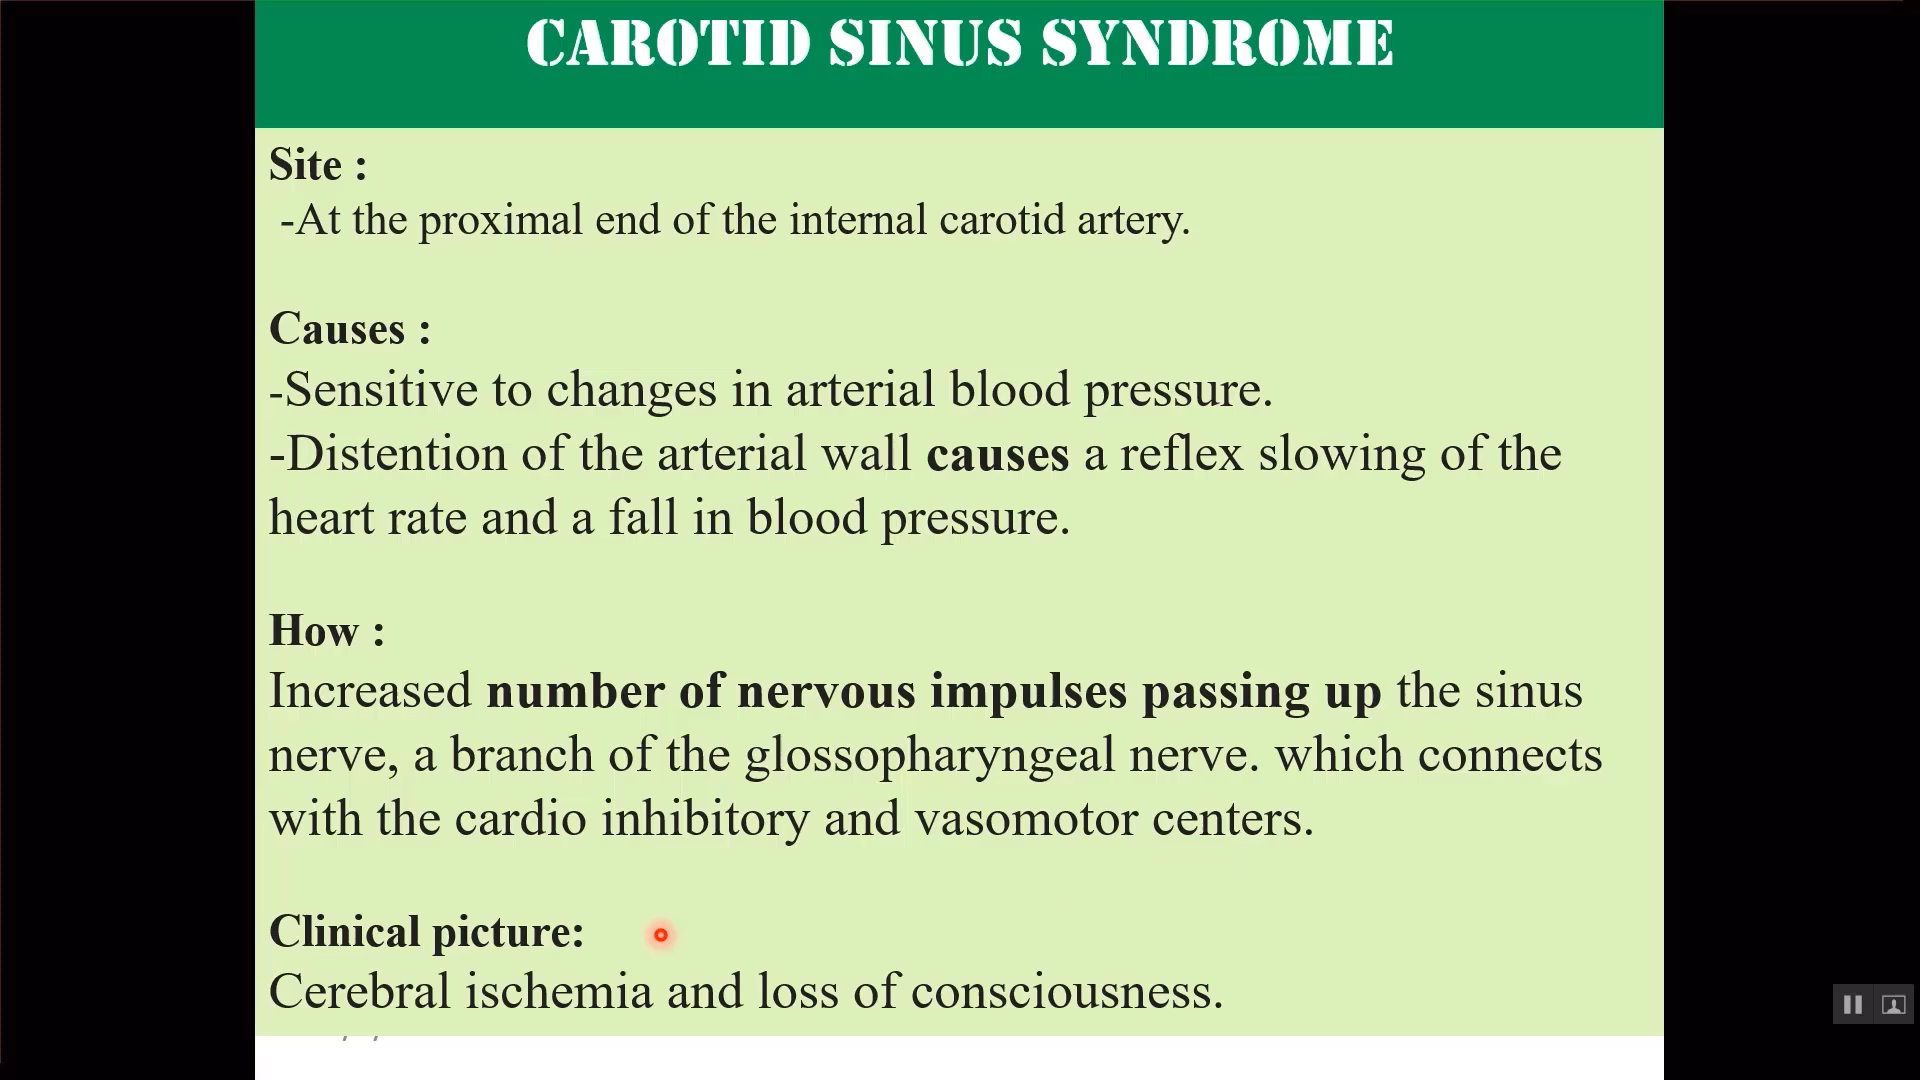 CAROTID SINUS SYNDROME
Site :
-At the proximal end of the internal carotid artery.
Causes :
-Sensitive to changes in arterial blood pressure.
-Distention of the arterial wall causes a reflex slowing of the
heart rate and a fall in blood pressure.
How :
Increased number of nervous impulses passing up the sinus
nerve, a branch of the glossopharyngeal nerve. which connects
with the cardio inhibitory and vasomotor centers.
Clinical picture:
Cerebral ischemia and loss of consciousness.